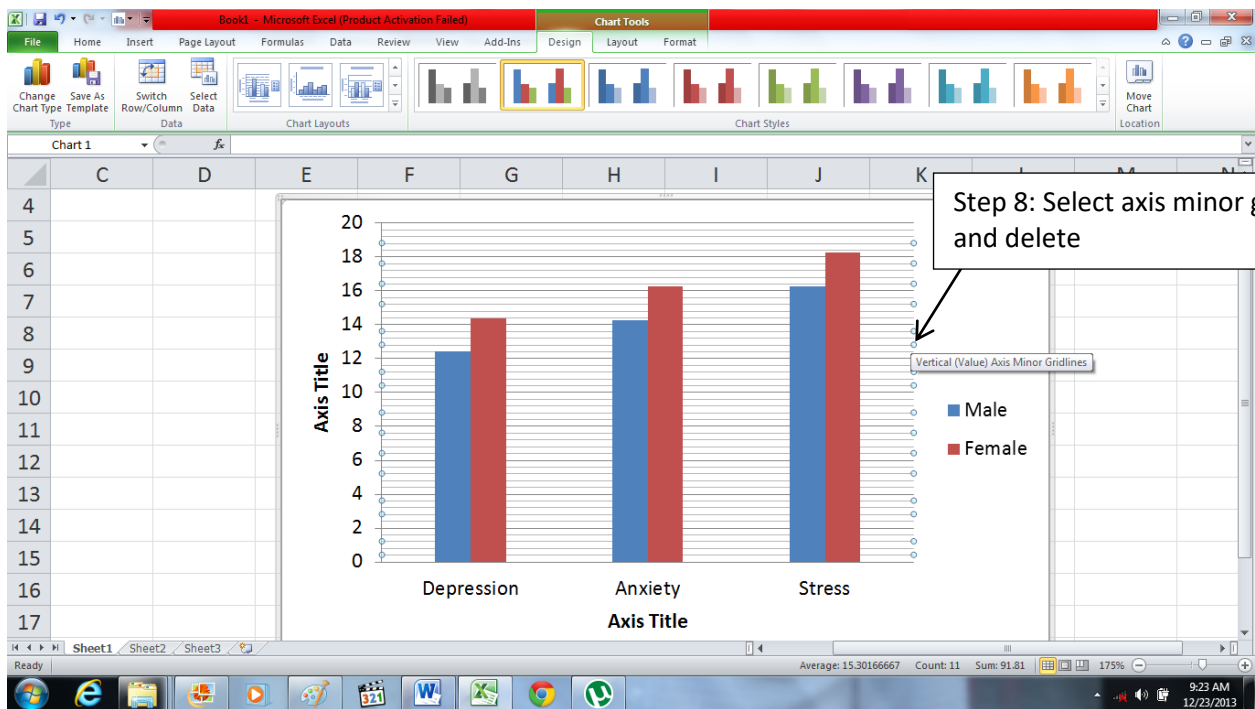 Book1 - Microsoft Excel (Product Activation Failed)
Chart Tools
File Home Insert Page Layout Formulas Data Review View Add-Ins Design Layout Format
Change Chart Type
Save As Template
Switch Row/Column
Select Data
Move Chart
Type Data Chart Layouts Chart Styles Location
Chart 1 fx
C D E F G H I J K
4
5
6
7
8
9
10
11
12
13
14
15
16
17
Step 8: Select axis minor
and delete
20
18
16
14
12
10
8
6
4
2
0
Axis Title
Vertical (Value) Axis Minor Gridlines
Male
Female
Depression Anxiety Stress
Axis Title
Sheet1 Sheet2 Sheet3
Ready Average: 15.30166667 Count: 11 Sum: 91.81 175%
321
9:23 AM
12/23/2013